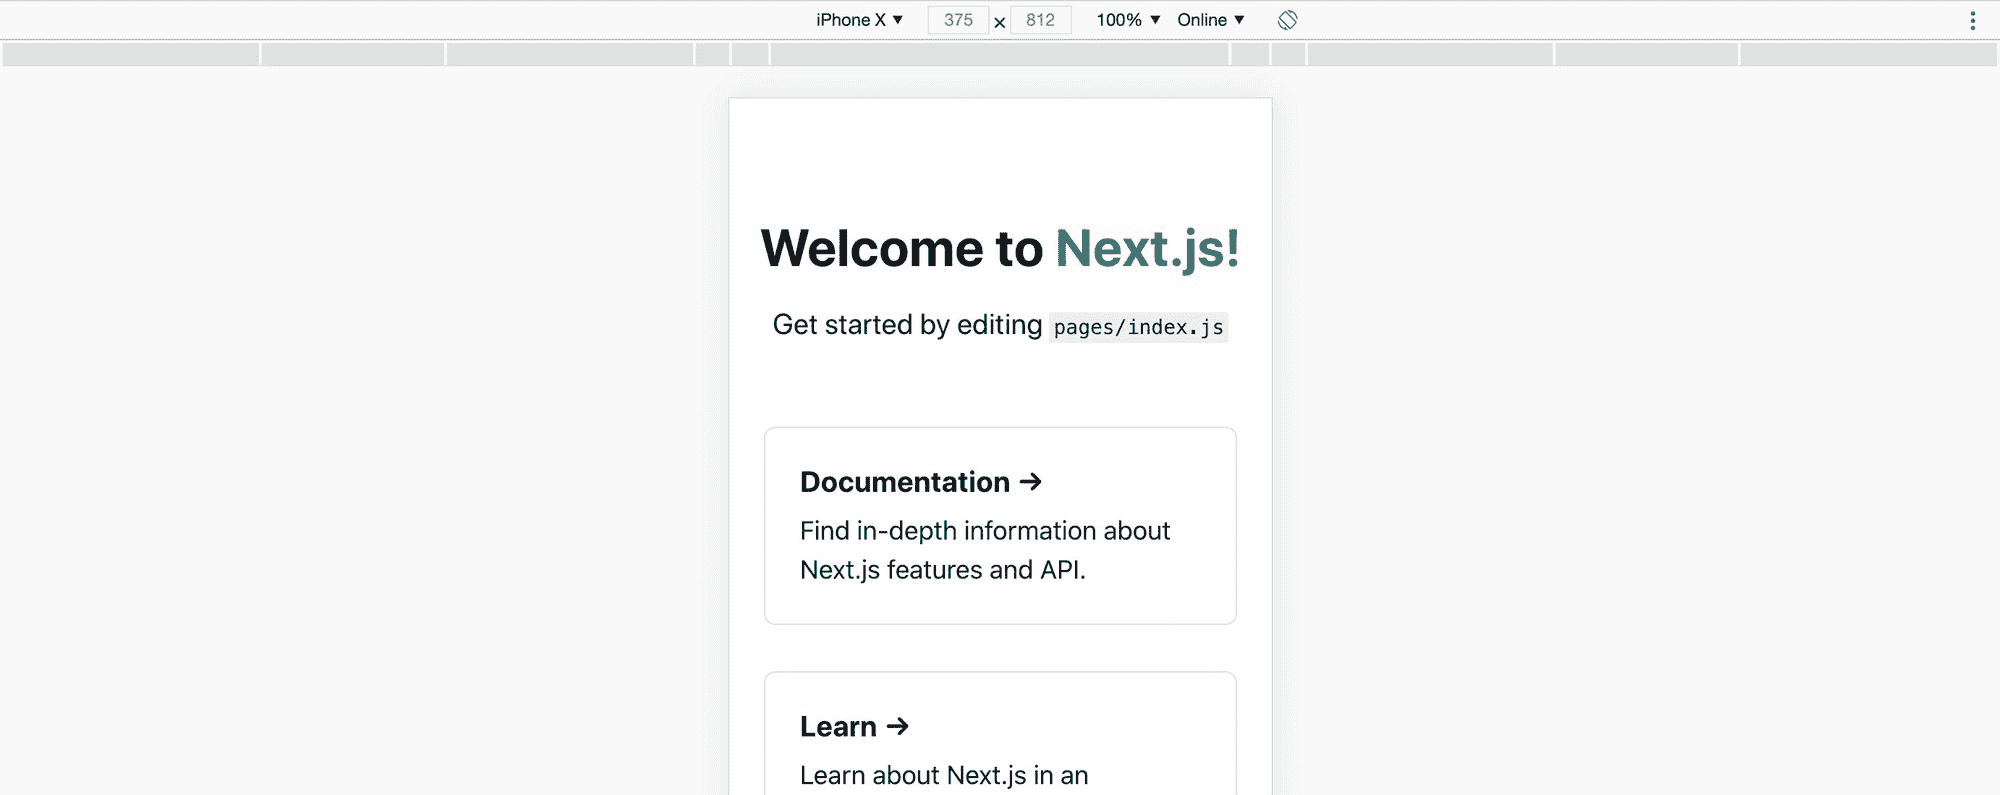 iPhone X ▼ 375 × 812 100% ▼ Online ▼
Welcome to Next.js!
Get started by editing pages/index.js
Documentation →
Find in-depth information about
Next.js features and API.
Learn →
Learn about Next.js in an